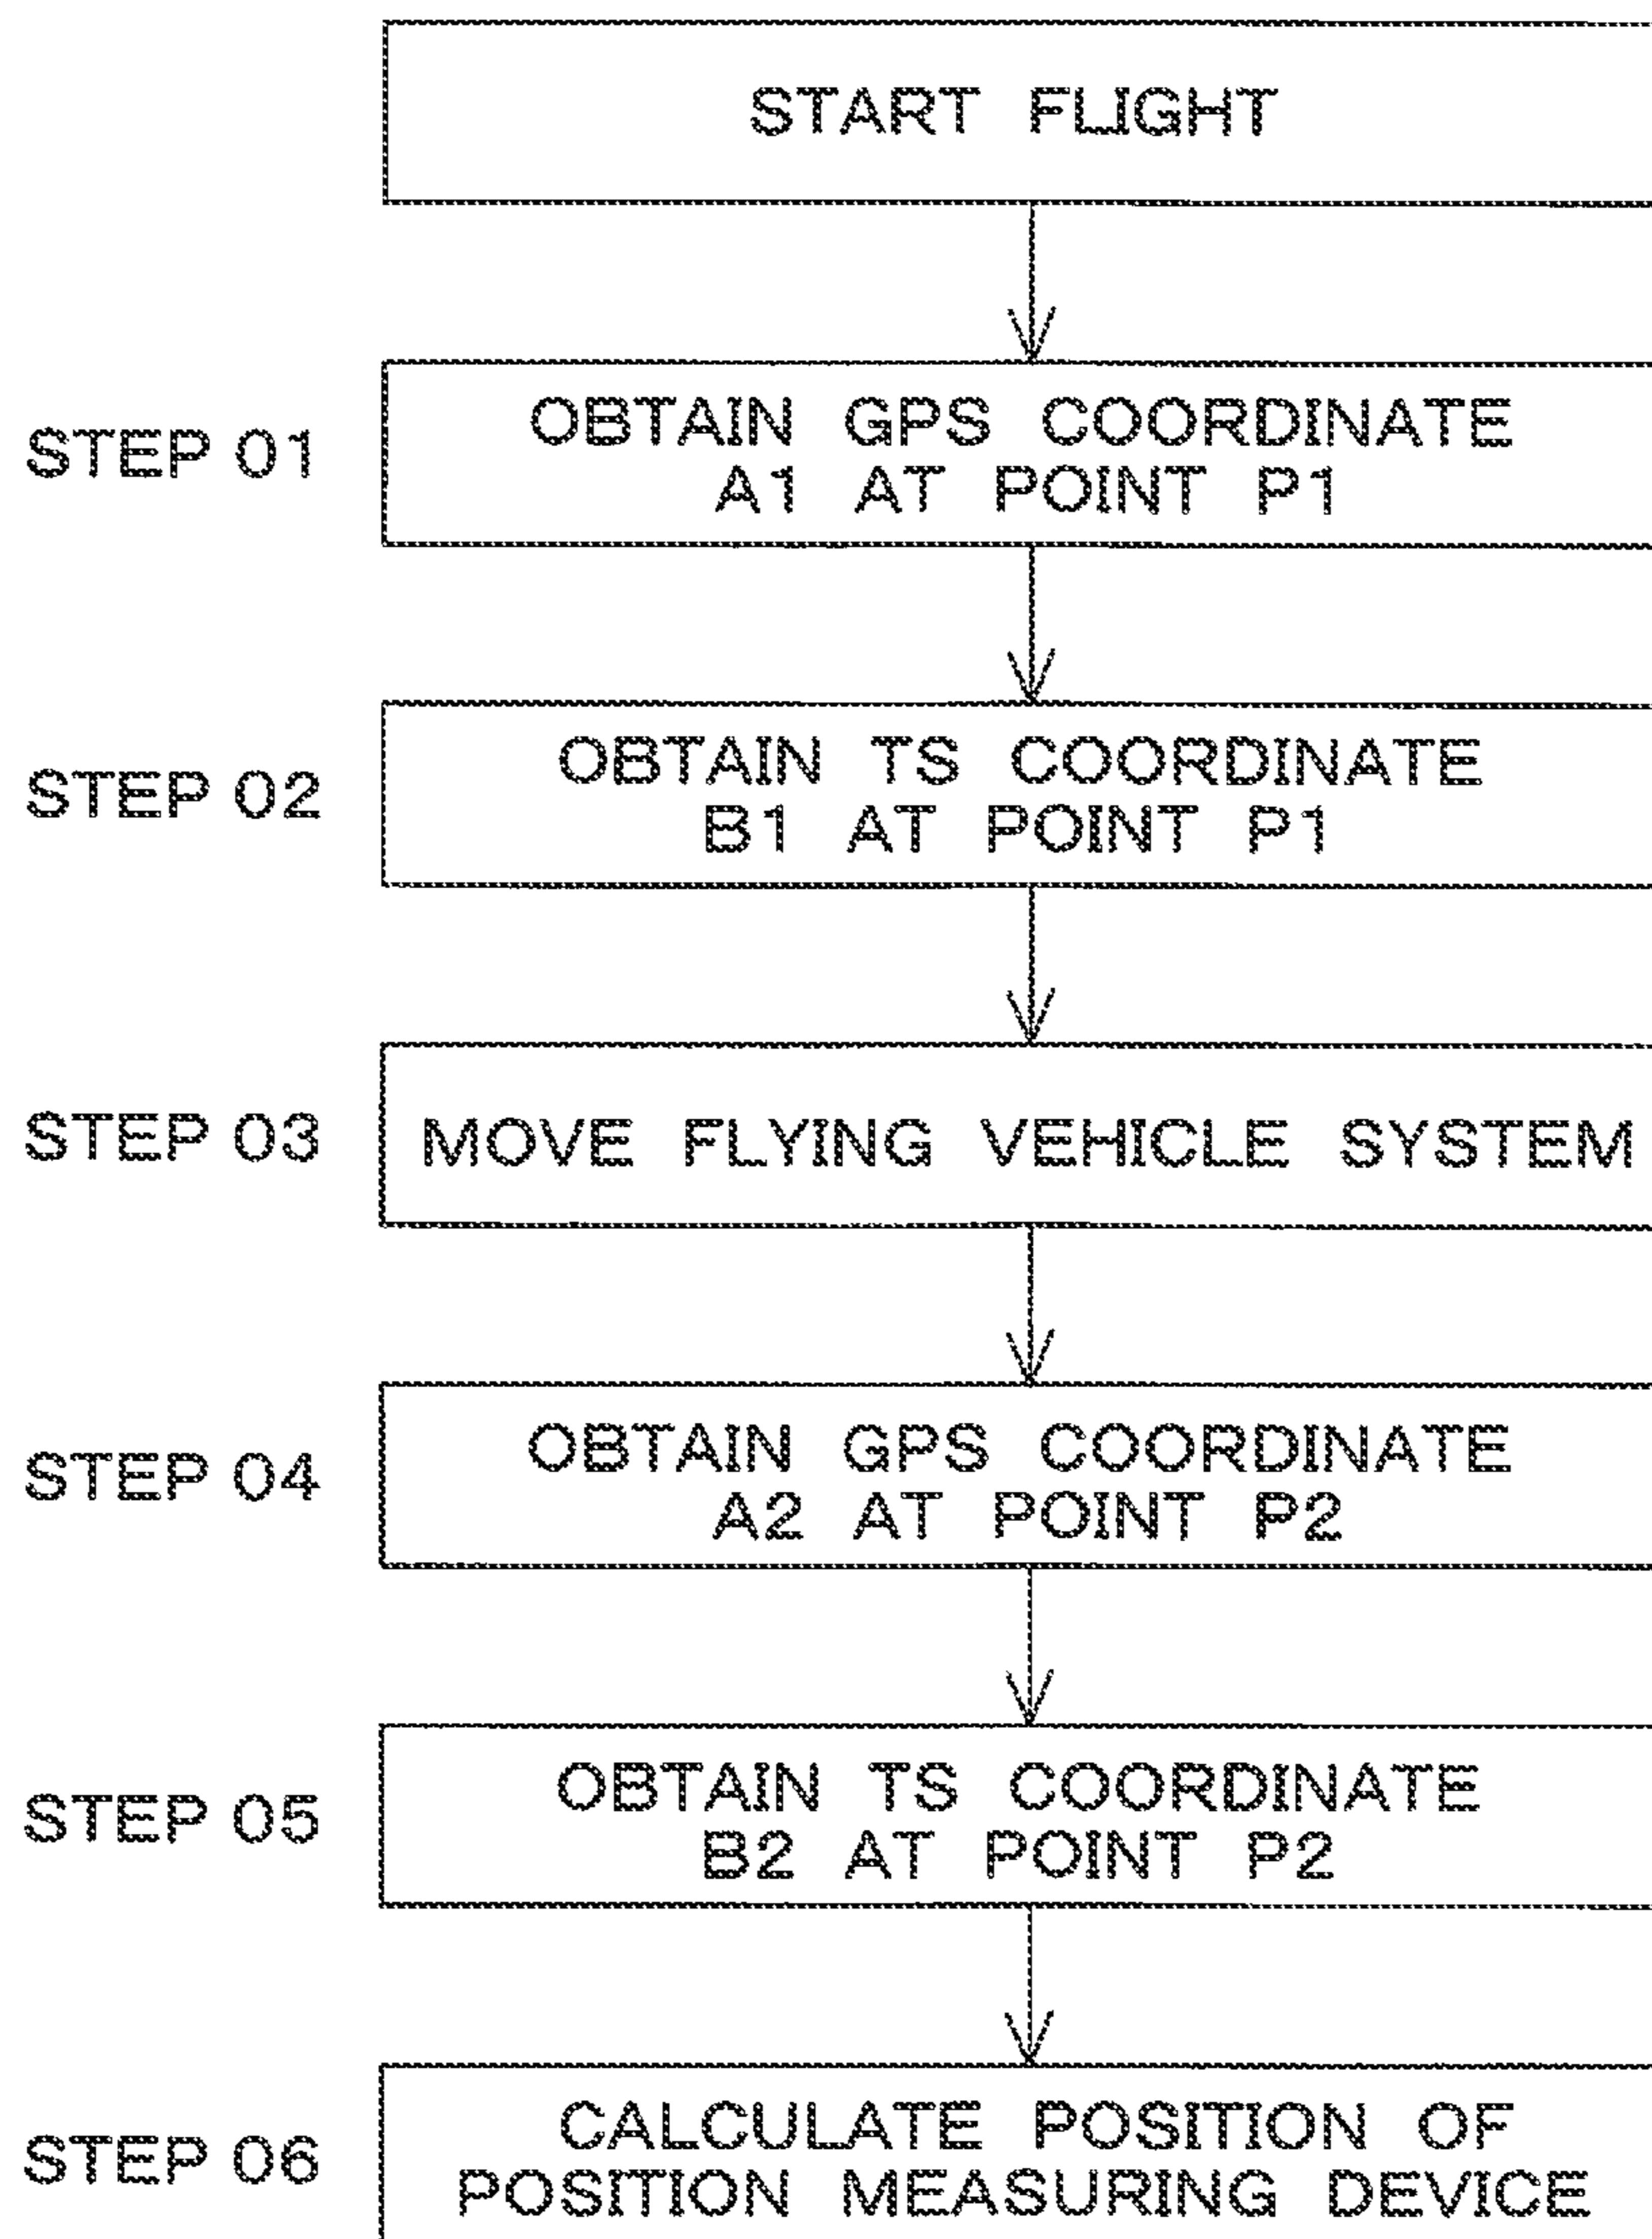 START FLIGHT
STEP 01
OBTAIN GPS COORDINATE
A1 AT POINT P1
STEP 02
OBTAIN TS COORDINATE
B1 AT POINT P1
STEP 03
MOVE FLYING VEHICLE SYSTEM
STEP 04
OBTAIN GPS COORDINATE
A2 AT POINT P2
STEP 05
OBTAIN TS COORDINATE
B2 AT POINT P2
STEP 06
CALCULATE POSITION OF
POSITION MEASURING DEVICE